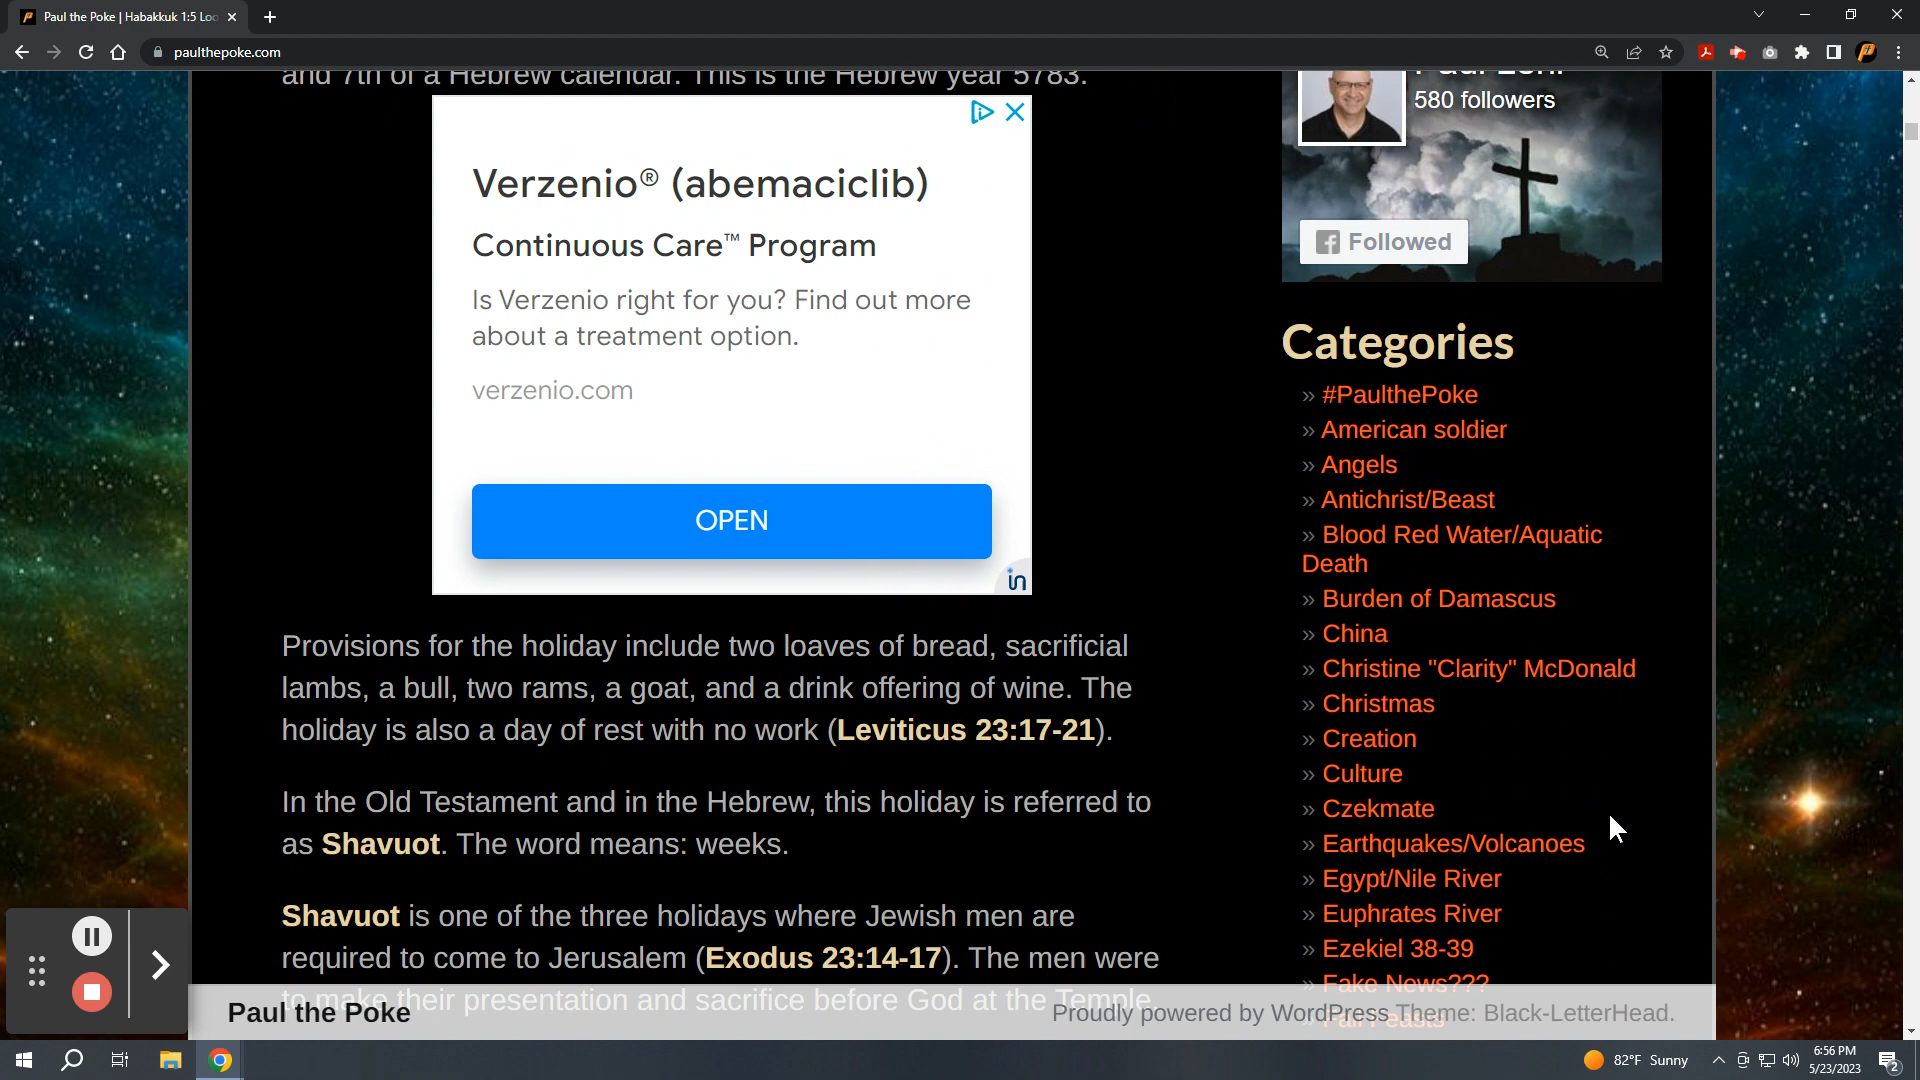 Paul the Poke | Habakkuk 1:5 Loo
paulthepoke.com
and 7th of a Hebrew calendar. This is the Hebrew year 5783.
580 followers
Followed
Verzenio® (abemaciclib)
Continuous Care™ Program
Is Verzenio right for you? Find out more
about a treatment option.
verzenio.com
OPEN
in
Provisions for the holiday include two loaves of bread, sacrificial
lambs, a bull, two rams, a goat, and a drink offering of wine. The
holiday is also a day of rest with no work (Leviticus 23:17-21).
In the Old Testament and in the Hebrew, this holiday is referred to
as Shavuot. The word means: weeks.
Shavuot is one of the three holidays where Jewish men are
required to come to Jerusalem (Exodus 23:14-17). The men were
to make their presentation and sacrifice before God at the Temple.
Categories
» #PaulthePoke
» American soldier
» Angels
» Antichrist/Beast
» Blood Red Water/Aquatic
Death
» Burden of Damascus
» China
» Christine "Clarity" McDonald
» Christmas
» Creation
» Culture
» Czekmate
» Earthquakes/Volcanoes
» Egypt/Nile River
» Euphrates River
» Ezekiel 38-39
» Fake News???
» Fall Feasts
Paul the Poke
Proudly powered by WordPress Theme: Black-LetterHead.
82°F Sunny
6:56 PM
5/23/2023
2